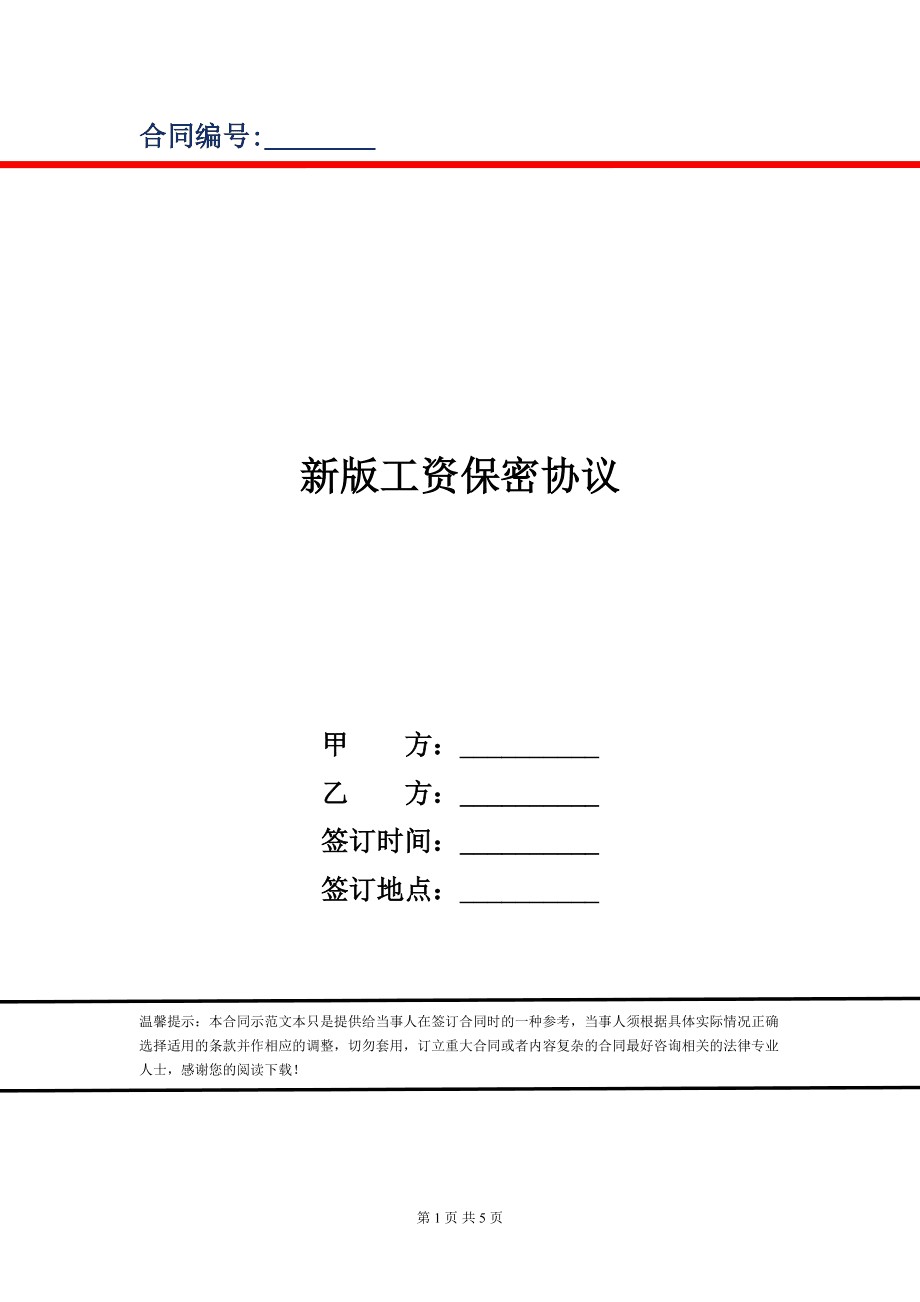 合同编号:________
新版工资保密协议
甲　　方：__________
乙　　方：__________
签订时间：__________
签订地点：__________
温馨提示：本合同示范文本只是提供给当事人在签订合同时的一种参考，当事人须根据具体实际情况正确
选择适用的条款并作相应的调整，切勿套用，订立重大合同或者内容复杂的合同最好咨询相关的法律专业
人士，感谢您的阅读下载！
第 1 页 共 5 页